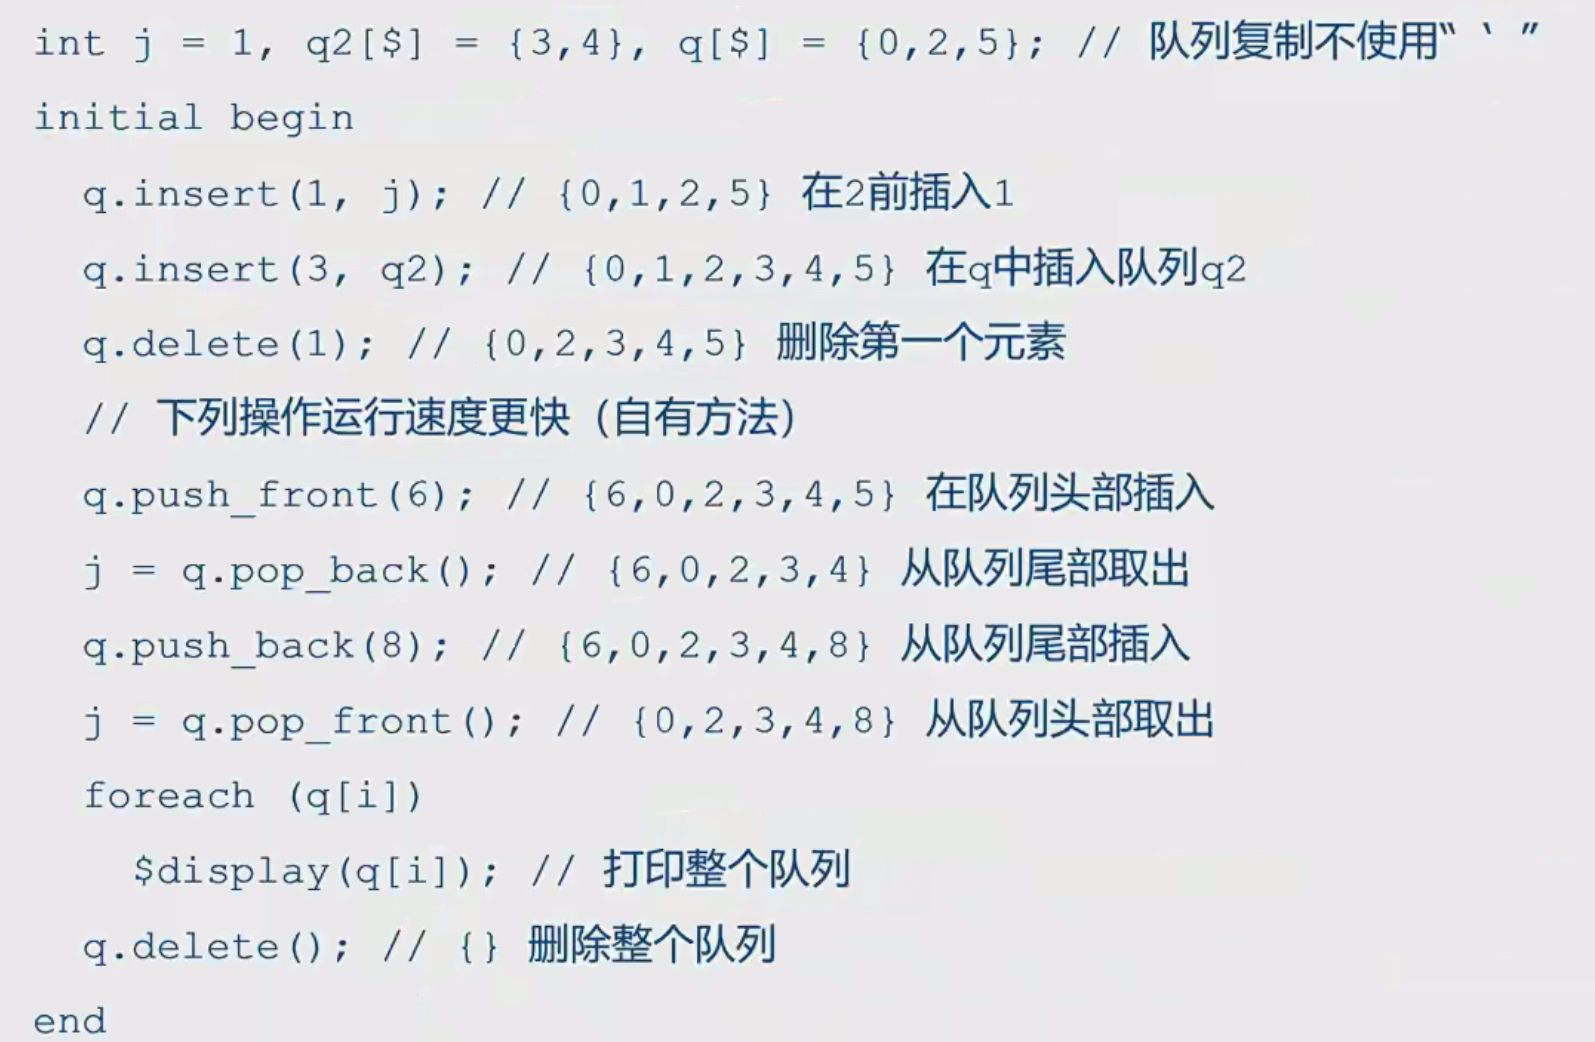 int j = 1, q2[$] = {3,4}, q[$] = {0,2,5}; // 队列复制不使用“ ‵ ”
initial begin
q.insert(1, j); // {0,1,2,5} 在2前插入1
q.insert(3, q2); // {0,1,2,3,4,5} 在q中插入队列q2
q.delete(1); // {0,2,3,4,5} 删除第一个元素
// 下列操作运行速度更快（自有方法）
q.push_front(6); // {6,0,2,3,4,5} 在队列头部插入
j = q.pop_back(); // {6,0,2,3,4} 从队列尾部取出
q.push_back(8); // {6,0,2,3,4,8} 从队列尾部插入
j = q.pop_front(); // {0,2,3,4,8} 从队列头部取出
foreach (q[i])
$display(q[i]); // 打印整个队列
q.delete(); // {} 删除整个队列
end